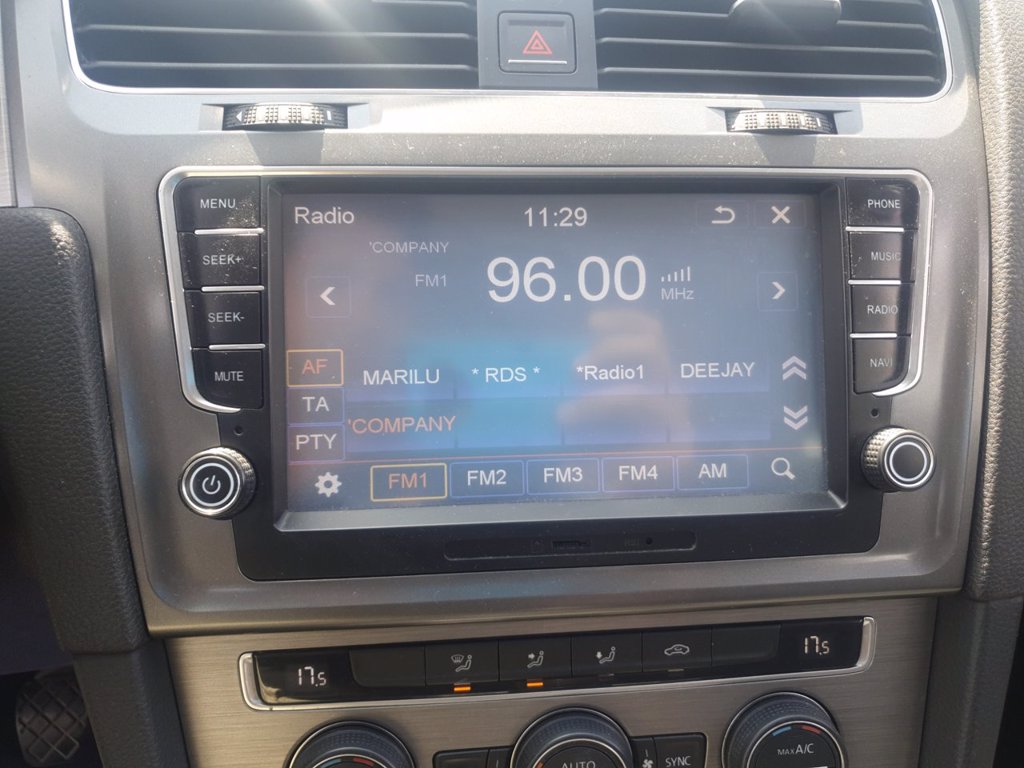 MENU
SEEK+
SEEK-
MUTE
Radio
11:29
'COMPANY
FM1
96.00
MHz
AF
TA
PTY
MARILU
* RDS *
*Radio1
DEEJAY
'COMPANY
FM1
FM2
FM3
FM4
AM
PHONE
MUSIC
RADIO
NAVI
17.5
17.5
AUTO
SYNC
MAX A/C